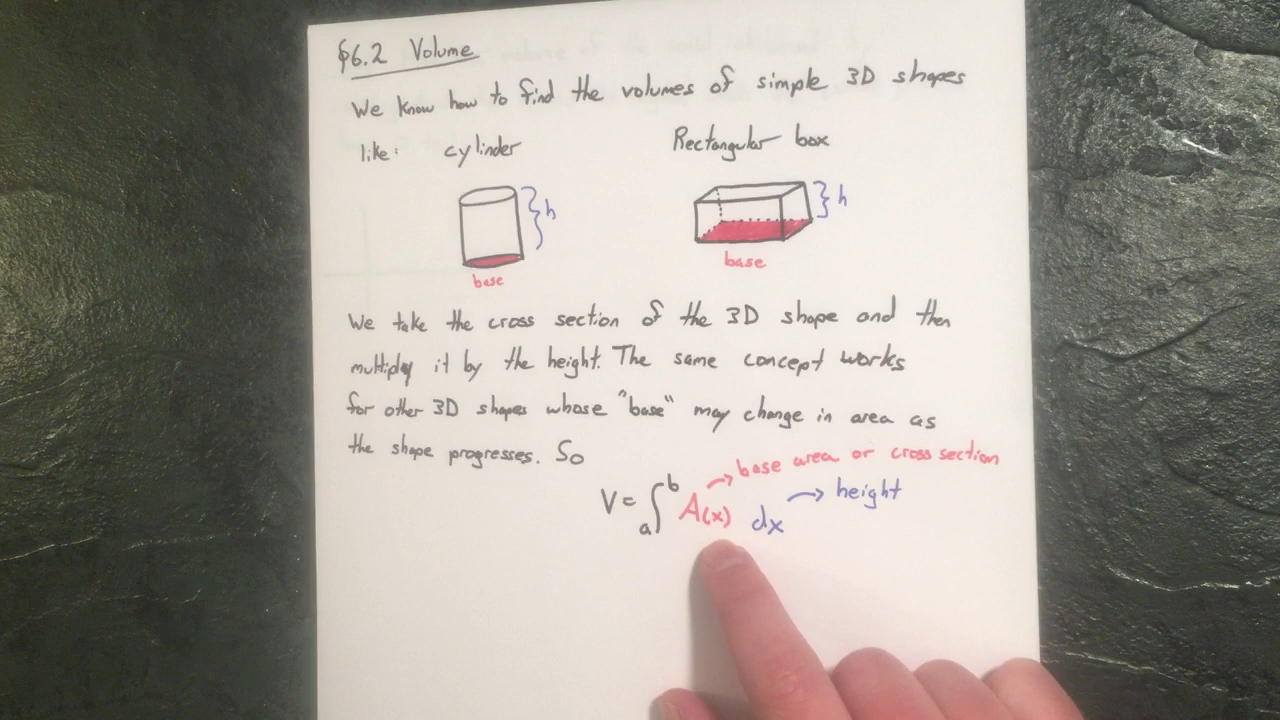 §6.2 Volume
We know how to find the volumes of simple 3D shapes
like: cylinder Rectangular box
h h
base base
We take the cross section of the 3D shape and then
multiply it by the height. The same concept works
for other 3D shapes whose "base" may change in area as
the shape progresses. So
base area or cross section
V = ∫ₐᵇ A(x) dx → height